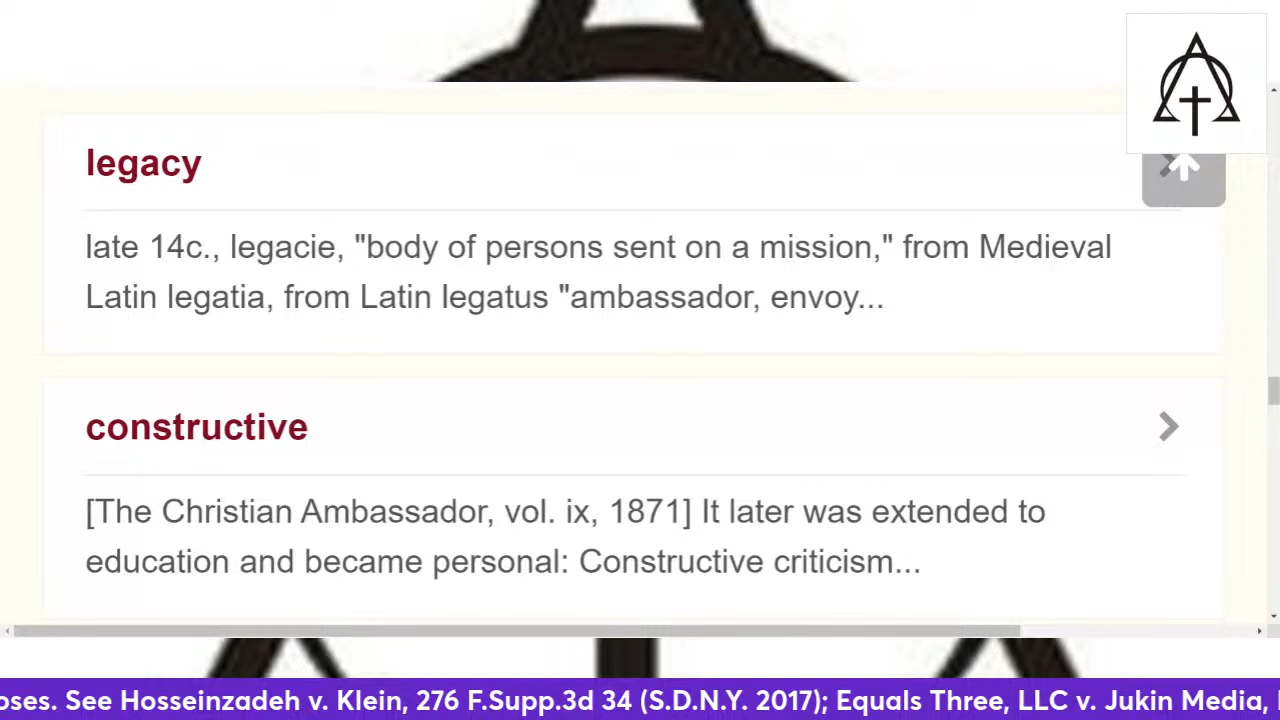 legacy
late 14c., legacie, "body of persons sent on a mission," from Medieval
Latin legatia, from Latin legatus "ambassador, envoy...
constructive
[The Christian Ambassador, vol. ix, 1871] It later was extended to
education and became personal: Constructive criticism...
oses. See Hosseinzadeh v. Klein, 276 F.Supp.3d 34 (S.D.N.Y. 2017); Equals Three, LLC v. Jukin Media,